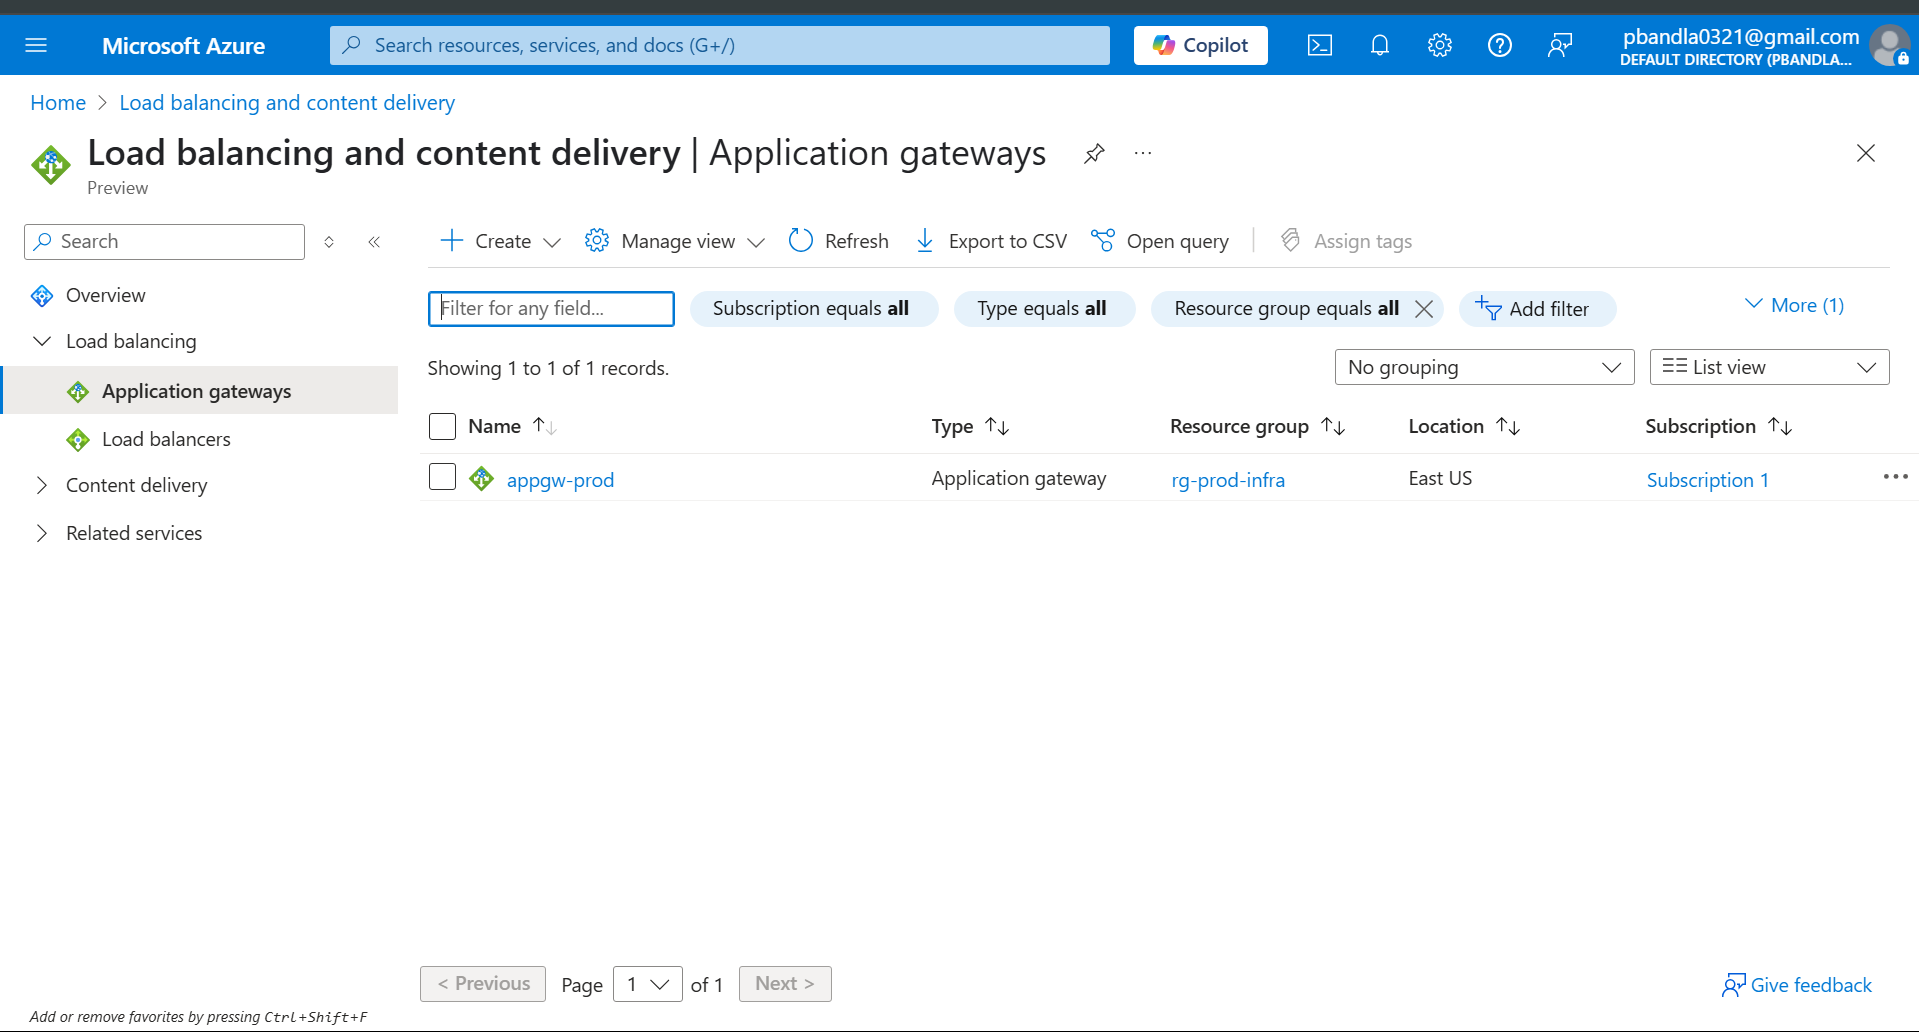 Microsoft Azure
Search resources, services, and docs (G+/)
Copilot
pbandla0321@gmail.com
DEFAULT DIRECTORY (PBANDLA...
Home > Load balancing and content delivery
Load balancing and content delivery | Application gateways
Preview
Search
Overview
Load balancing
Application gateways
Load balancers
Content delivery
Related services
Create
Manage view
Refresh
Export to CSV
Open query
Assign tags
Filter for any field...
Subscription equals all
Type equals all
Resource group equals all
Add filter
More (1)
Showing 1 to 1 of 1 records.
No grouping
List view
Name
Type
Resource group
Location
Subscription
appgw-prod
Application gateway
rg-prod-infra
East US
Subscription 1
< Previous
Page
1
of 1
Next >
Give feedback
Add or remove favorites by pressing Ctrl+Shift+F